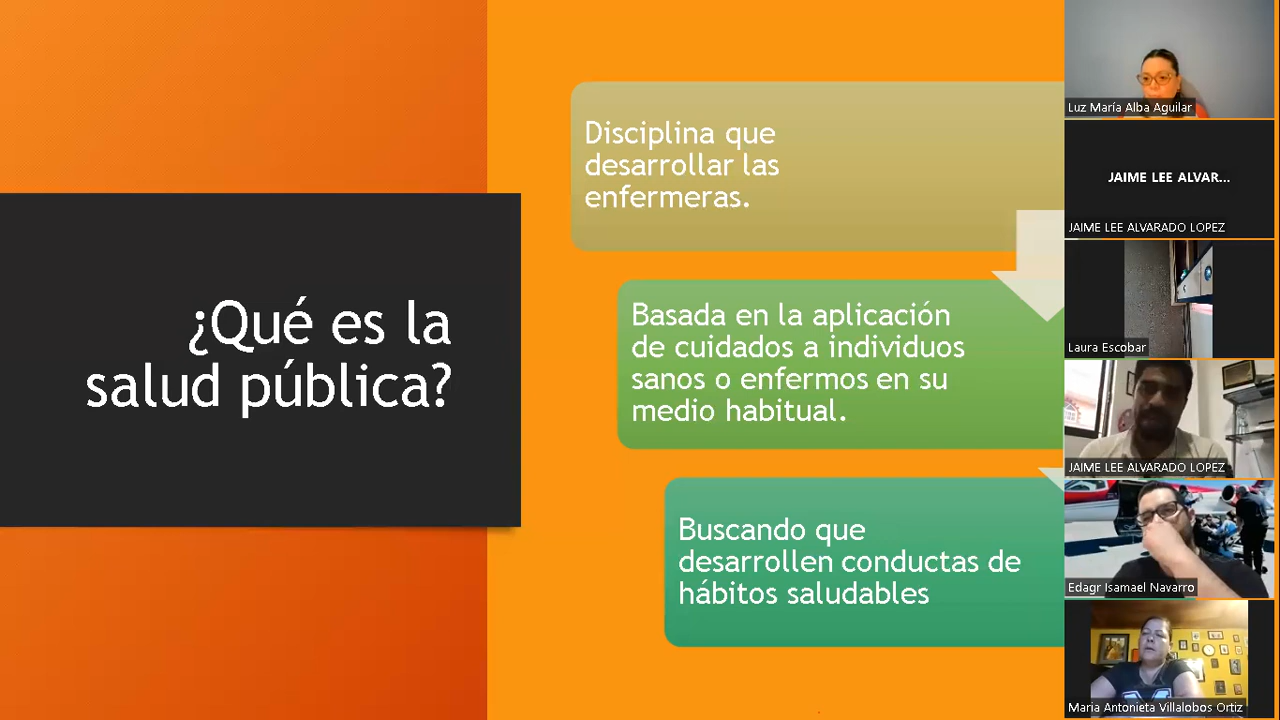 ¿Qué es la
salud pública?
Disciplina que
desarrollar las
enfermeras.
Basada en la aplicación
de cuidados a individuos
sanos o enfermos en su
medio habitual.
Buscando que
desarrollen conductas de
hábitos saludables
Luz María Alba Aguilar
JAIME LEE ALVAR...
JAIME LEE ALVARADO LOPEZ
Laura Escobar
JAIME LEE ALVARADO LOPEZ
Edagr Isamael Navarro
Maria Antonieta Villalobos Ortiz